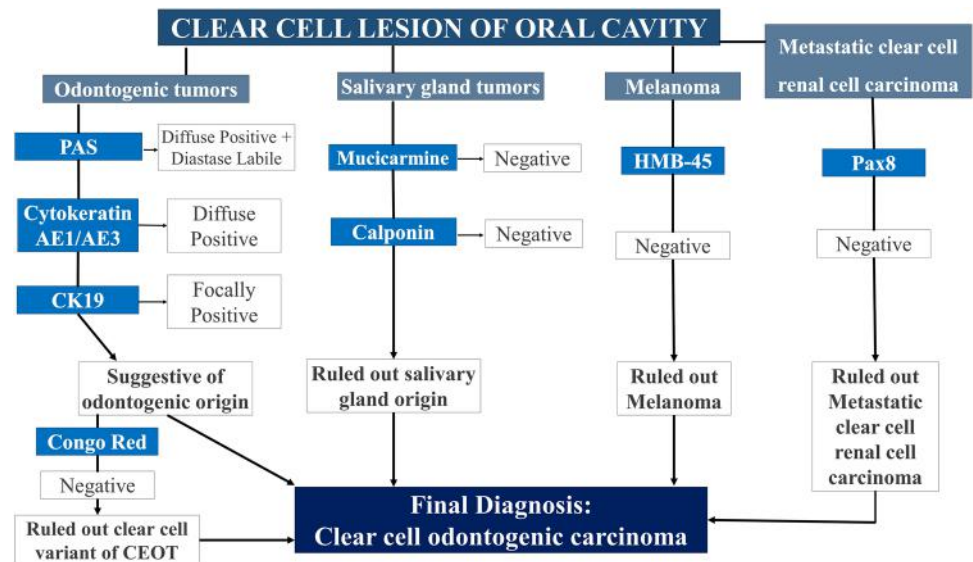 CLEAR CELL LESION OF ORAL CAVITY
Odontogenic tumors
PAS
Diffuse Positive +
Diastase Labile
Cytokeratin
AE1/AE3
Diffuse
Positive
CK19
Focally
Positive
Suggestive of
odontogenic origin
Congo Red
Negative
Ruled out clear cell
variant of CEOT
Salivary gland tumors
Mucicarmine
Negative
Calponin
Negative
Ruled out salivary
gland origin
Melanoma
HMB-45
Negative
Ruled out
Melanoma
Metastatic clear cell
renal cell carcinoma
Pax8
Negative
Ruled out
Metastatic
clear cell
renal cell
carcinoma
Final Diagnosis:
Clear cell odontogenic carcinoma